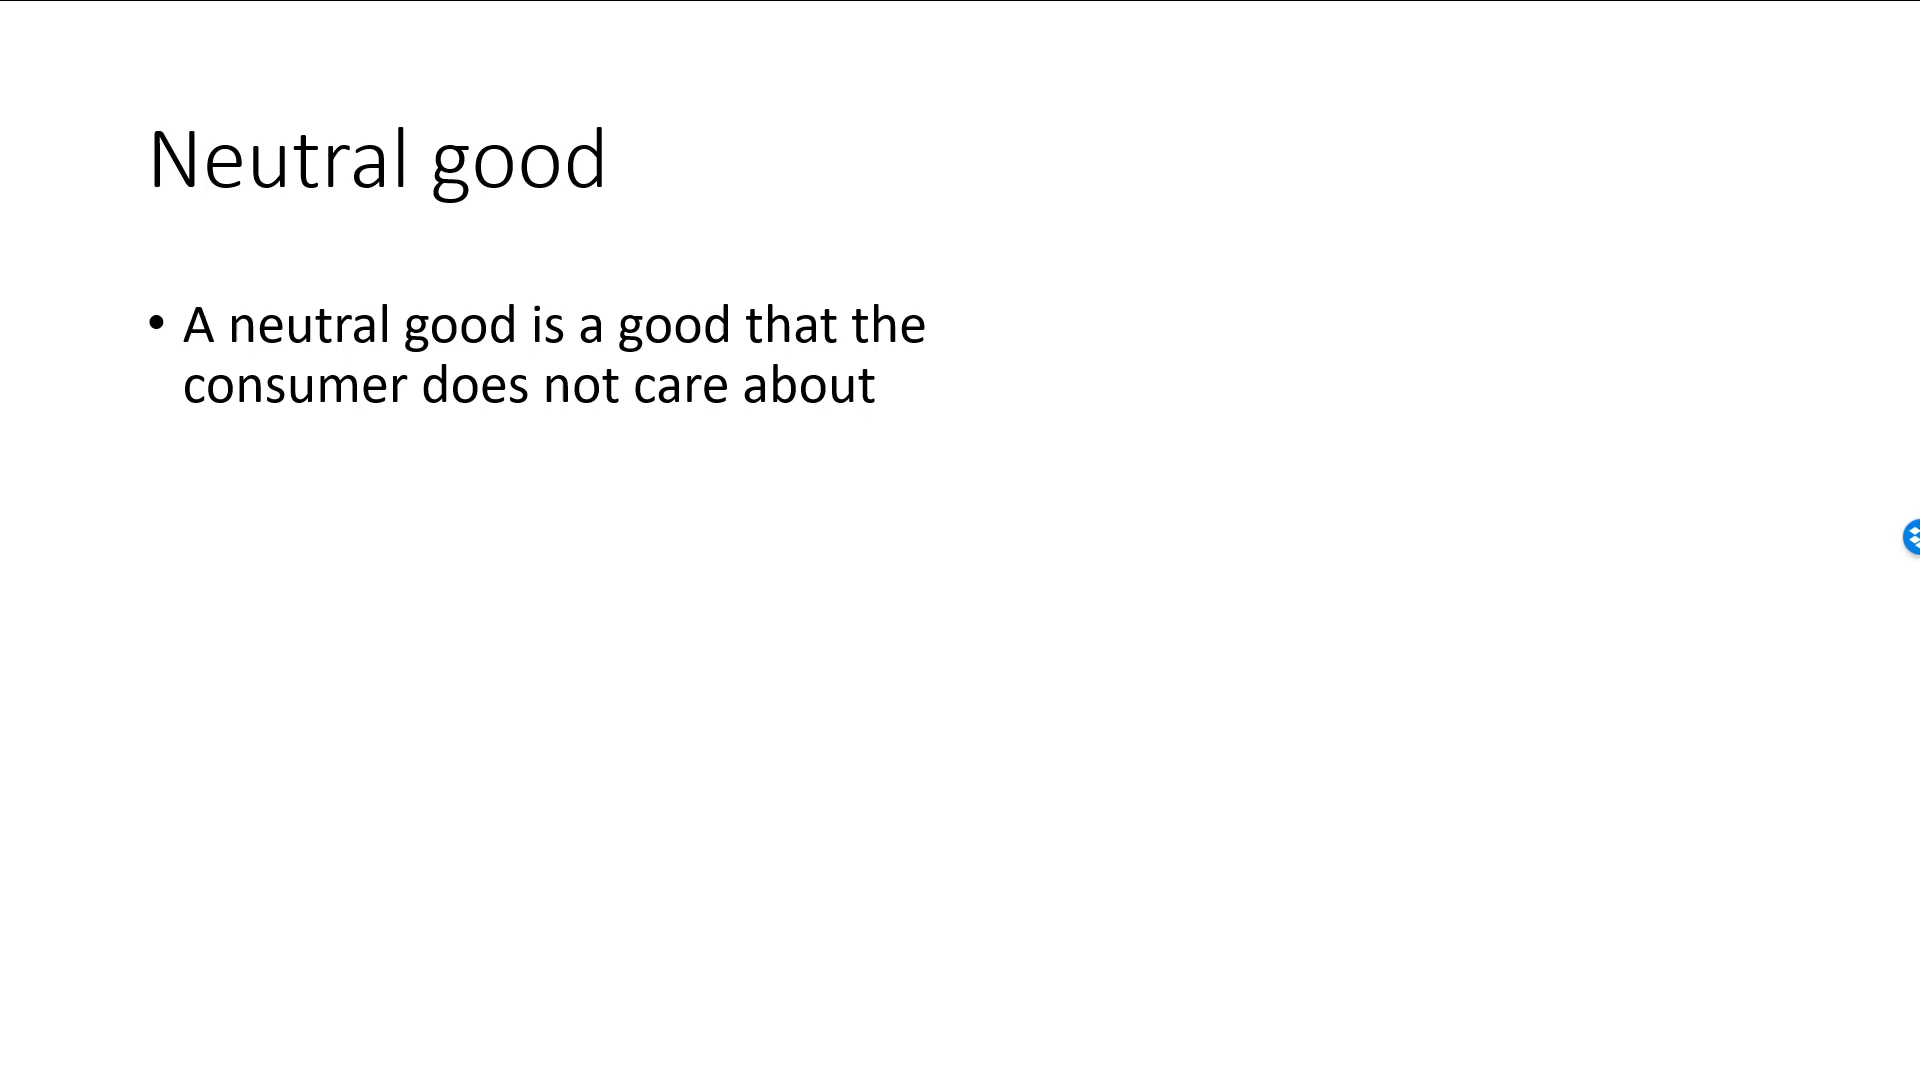 Neutral good
• A neutral good is a good that the
consumer does not care about